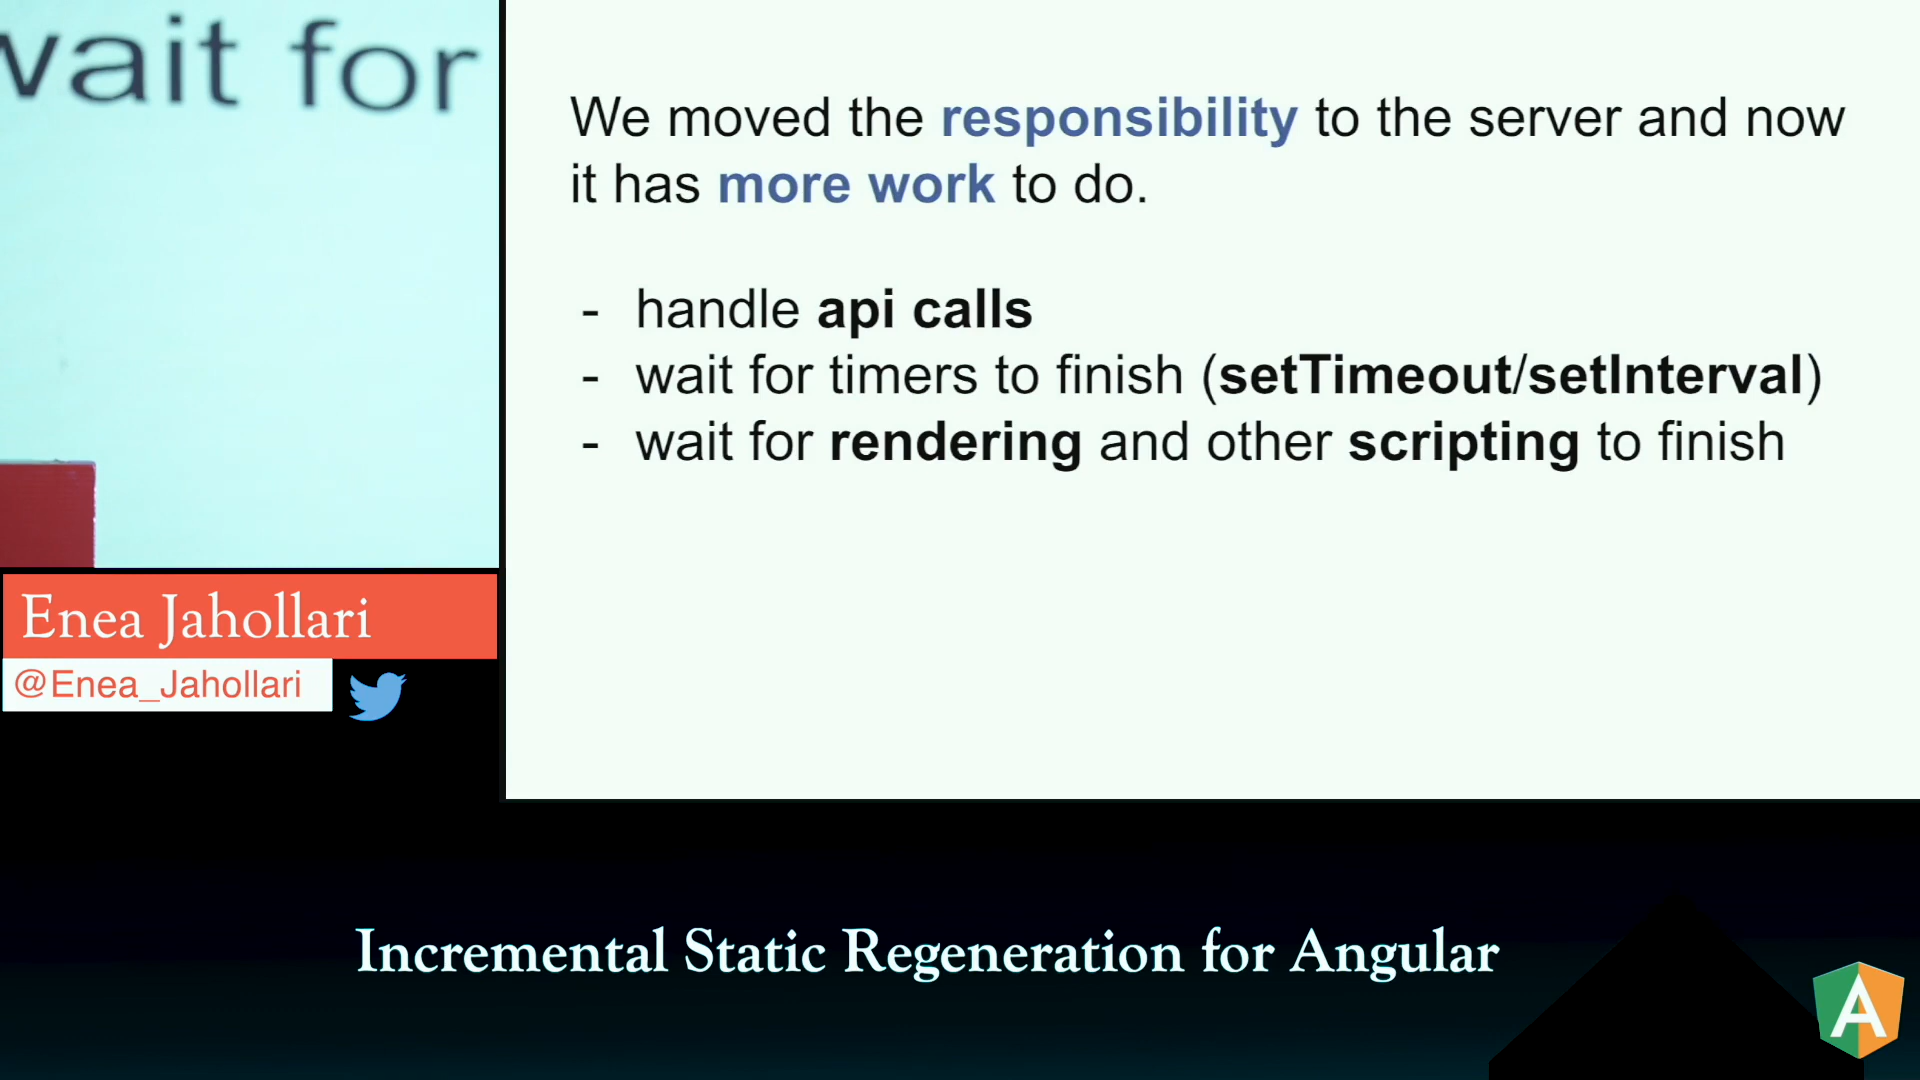 wait for
We moved the responsibility to the server and now
it has more work to do.
- handle api calls
- wait for timers to finish (setTimeout/setInterval)
- wait for rendering and other scripting to finish
Enea Jahollari
@Enea_Jahollari
Incremental Static Regeneration for Angular
A